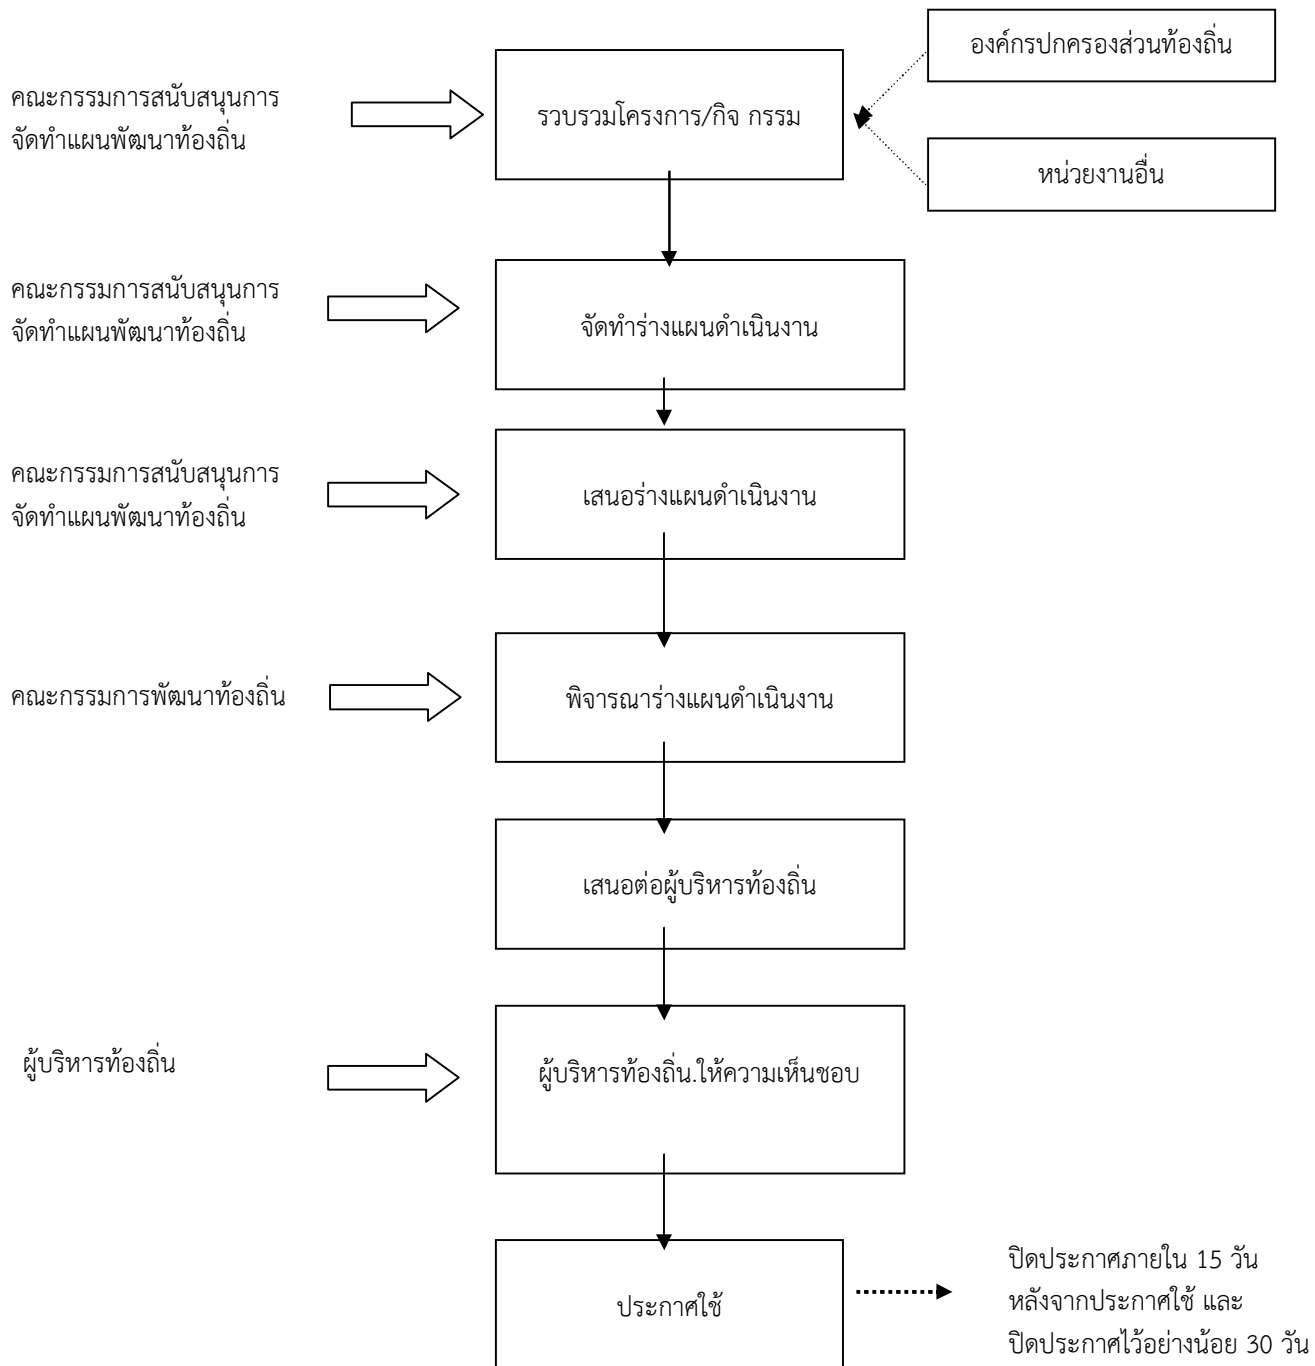 องค์กรปกครองส่วนท้องถิ่น
คณะกรรมการสนับสนุนการ
จัดทำแผนพัฒนาท้องถิ่น
รวบรวมโครงการ/กิจ กรรม
หน่วยงานอื่น
คณะกรรมการสนับสนุนการ
จัดทำแผนพัฒนาท้องถิ่น
จัดทำร่างแผนดำเนินงาน
คณะกรรมการสนับสนุนการ
จัดทำแผนพัฒนาท้องถิ่น
เสนอร่างแผนดำเนินงาน
คณะกรรมการพัฒนาท้องถิ่น
พิจารณาร่างแผนดำเนินงาน
เสนอต่อผู้บริหารท้องถิ่น
ผู้บริหารท้องถิ่น
ผู้บริหารท้องถิ่น.ให้ความเห็นชอบ
ประกาศใช้
ปิดประกาศภายใน 15 วัน
หลังจากประกาศใช้ และ
ปิดประกาศไว้อย่างน้อย 30 วัน